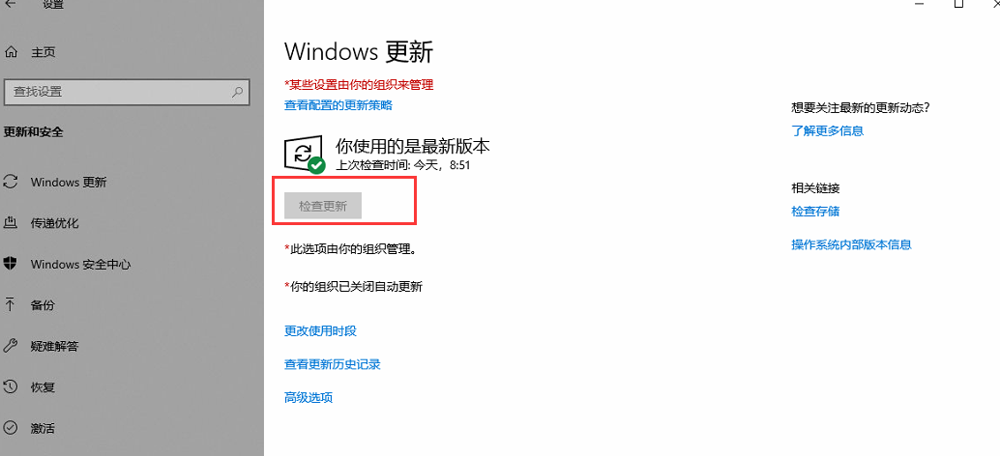 设置
主页
查找设置
更新和安全
Windows 更新
传递优化
Windows 安全中心
备份
疑难解答
恢复
激活
Windows 更新
*某些设置由你的组织来管理
查看配置的更新策略
你使用的是最新版本
上次检查时间: 今天，8:51
检查更新
*此选项由你的组织管理。
*你的组织已关闭自动更新
更改使用时段
查看更新历史记录
高级选项
想要关注最新的更新动态?
了解更多信息
相关链接
检查存储
操作系统内部版本信息